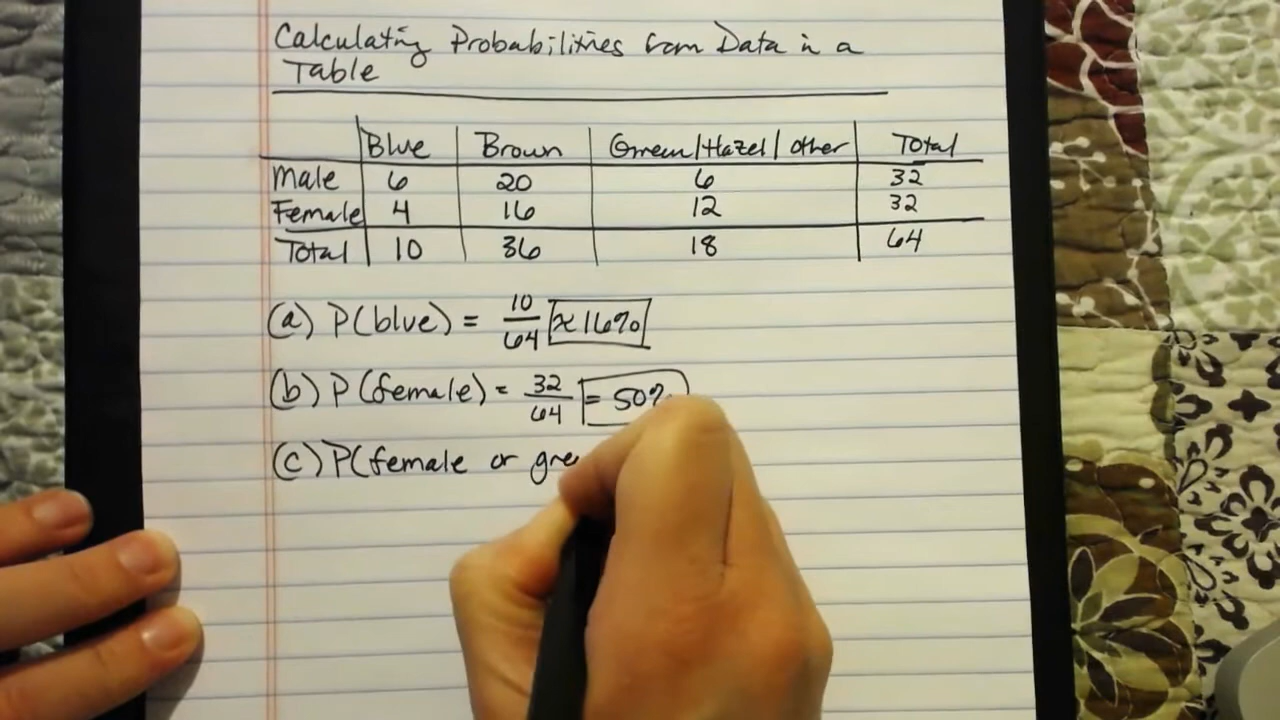 Calculating Probabilities from Data in a
Table
Blue Brown Green/Hazel/other Total
Male 6 20 6 32
Female 4 16 12 32
Total 10 36 18 64
(a) P(blue) = 10/64 ≈ 16%
(b) P(female) = 32/64 = 50%
(c) P(female or gre